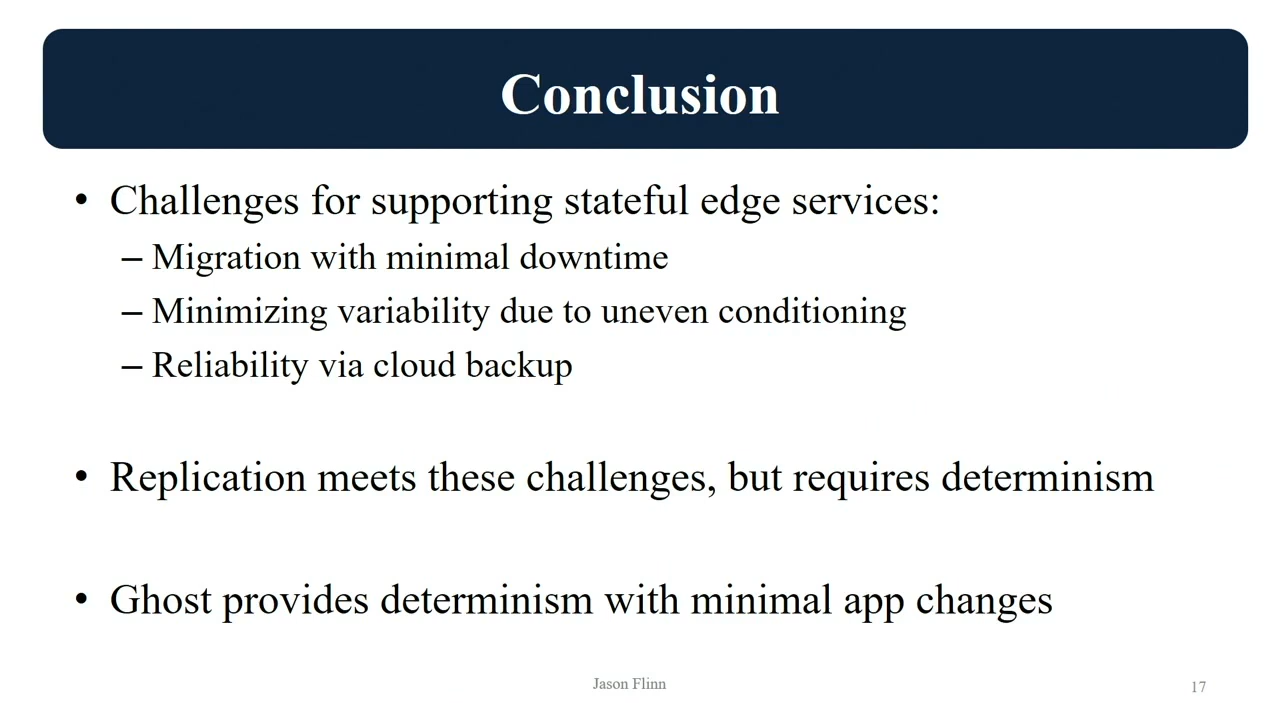 Conclusion
• Challenges for supporting stateful edge services:
– Migration with minimal downtime
– Minimizing variability due to uneven conditioning
– Reliability via cloud backup
• Replication meets these challenges, but requires determinism
• Ghost provides determinism with minimal app changes
Jason Flinn
17